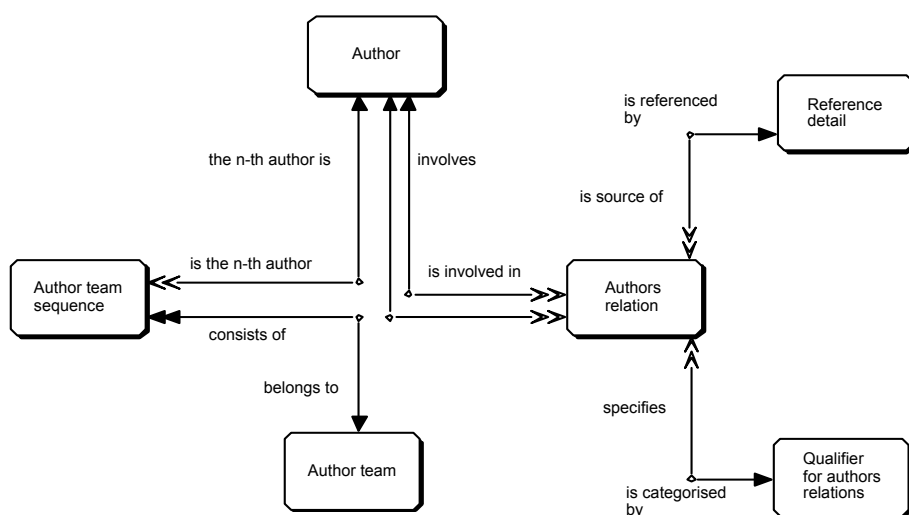 Author
is referenced
by
Reference
detail
the n-th author is
involves
is source of
is the n-th author
is involved in
Author team
sequence
Authors
relation
consists of
belongs to
specifies
Author team
Qualifier
for authors
relations
is categorised
by